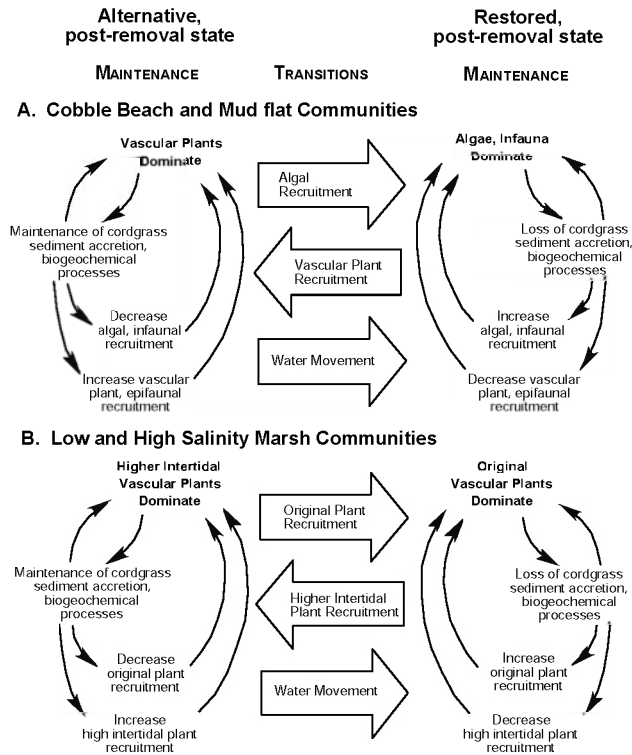 Alternative,
post-removal state
Restored,
post-removal state
MAINTENANCE
TRANSITIONS
MAINTENANCE
A. Cobble Beach and Mud flat Communities
Vascular Plants
Dominate
Algae, Infauna
Dominate
Algal
Recruitment
Maintenance of cordgrass
sediment accretion,
biogeochemical
processes
Loss of cordgrass
sediment accretion,
biogeochemical
processes
Vascular Plant
Recruitment
Decrease
algal, infaunal
recruitment
Increase
algal, infaunal
recruitment
Water Movement
Increase vascular
plant, epifaunal
recruitment
Decrease vascular
plant, epifaunal
recruitment
B. Low and High Salinity Marsh Communities
Higher Intertidal
Vascular Plants
Dominate
Original
Vascular Plants
Dominate
Original Plant
Recruitment
Maintenance of cordgrass
sediment accretion,
biogeochemical
processes
Loss of cordgrass
sediment accretion,
biogeochemical
processes
Higher Intertidal
Plant Recruitment
Decrease
original plant
recruitment
Increase
original plant
recruitment
Water Movement
Increase
high intertidal plant
recruitment
Decrease
high intertidal plant
recruitment